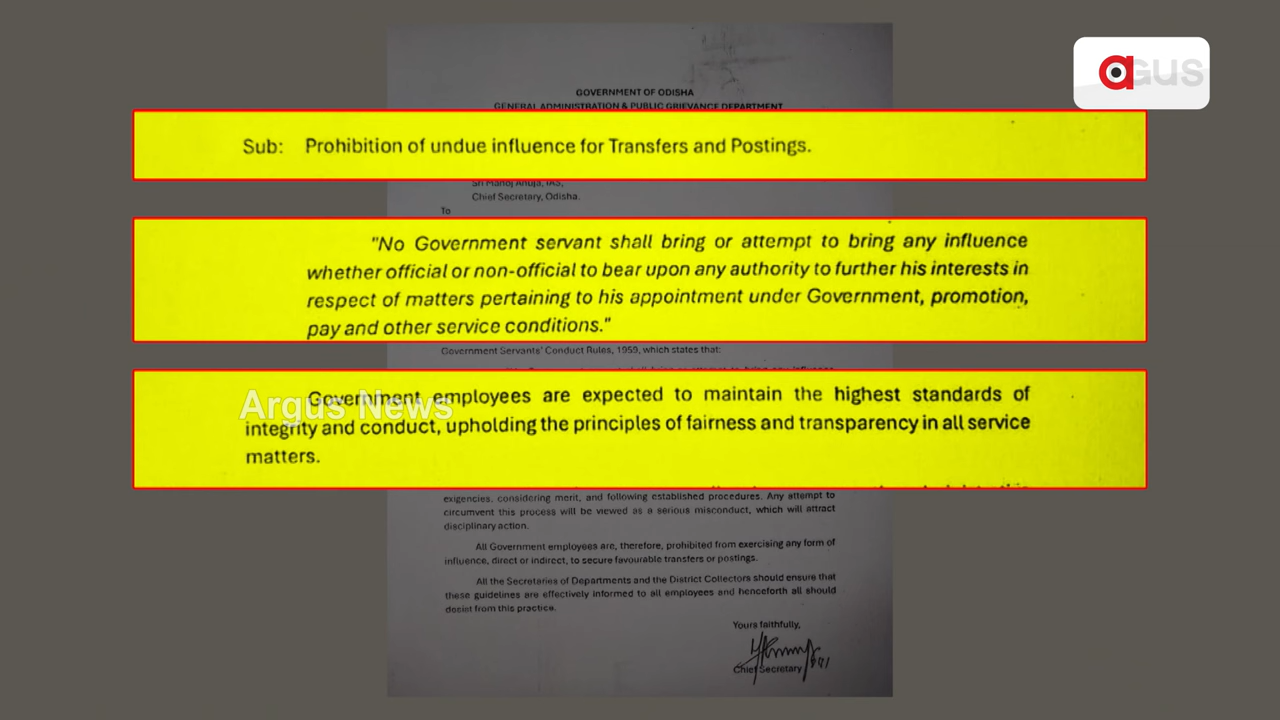 argus
GOVERNMENT OF ODISHA
GENERAL ADMINISTRATION & PUBLIC GRIEVANCE DEPARTMENT
Sub: Prohibition of undue influence for Transfers and Postings.
Sri Manoj Ahuja, IAS,
Chief Secretary, Odisha.
To
"No Government servant shall bring or attempt to bring any influence
whether official or non-official to bear upon any authority to further his interests in
respect of matters pertaining to his appointment under Government, promotion,
pay and other service conditions."
Government Servants' Conduct Rules, 1959, which states that:
Argus News
Government employees are expected to maintain the highest standards of
integrity and conduct, upholding the principles of fairness and transparency in all service
matters.
exigencies, considering merit, and following established procedures. Any attempt to
circumvent this process will be viewed as a serious misconduct, which will attract
disciplinary action.
All Government employees are, therefore, prohibited from exercising any form of
influence, direct or indirect, to secure favourable transfers or postings.
All the Secretaries of Departments and the District Collectors should ensure that
these guidelines are effectively informed to all employees and henceforth all should
desist from this practice.
Yours faithfully,
Chief Secretary